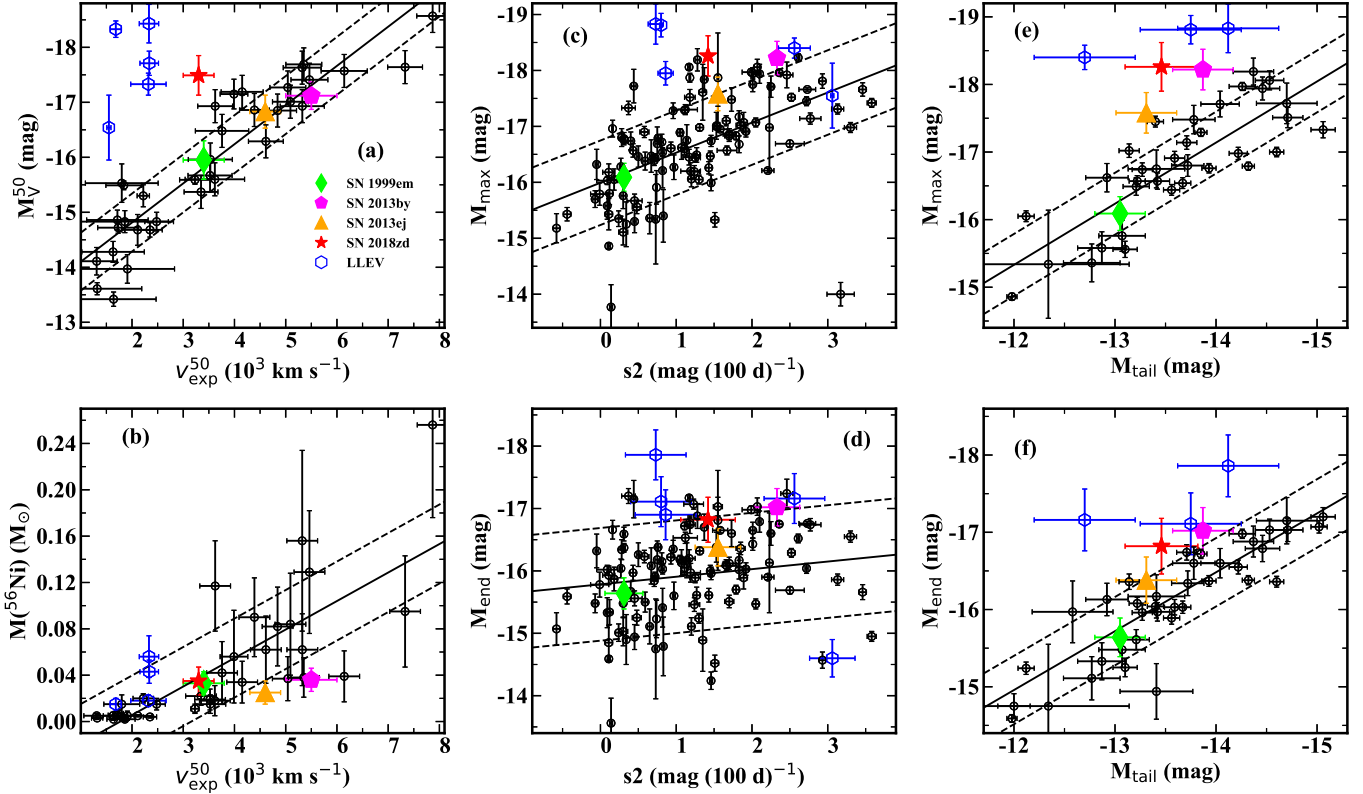 (a)
M_V^50 (mag)
-18
-17
-16
-15
-14
-13
2 3 4 5 6 7 8
v_exp^50 (10^3 km s^−1)
SN 1999em
SN 2013by
SN 2013ej
SN 2018zd
LLEV
(c)
M_max (mag)
-19
-18
-17
-16
-15
-14
0 1 2 3
s2 (mag (100 d)^−1)
(e)
M_max (mag)
-19
-18
-17
-16
-15
-12 -13 -14 -15
M_tail (mag)
(b)
M(^56Ni) (M_⊙)
0.24
0.20
0.16
0.12
0.08
0.04
0.00
2 3 4 5 6 7 8
v_exp^50 (10^3 km s^−1)
(d)
M_end (mag)
-18
-17
-16
-15
-14
0 1 2 3
s2 (mag (100 d)^−1)
(f)
M_end (mag)
-18
-17
-16
-15
-12 -13 -14 -15
M_tail (mag)